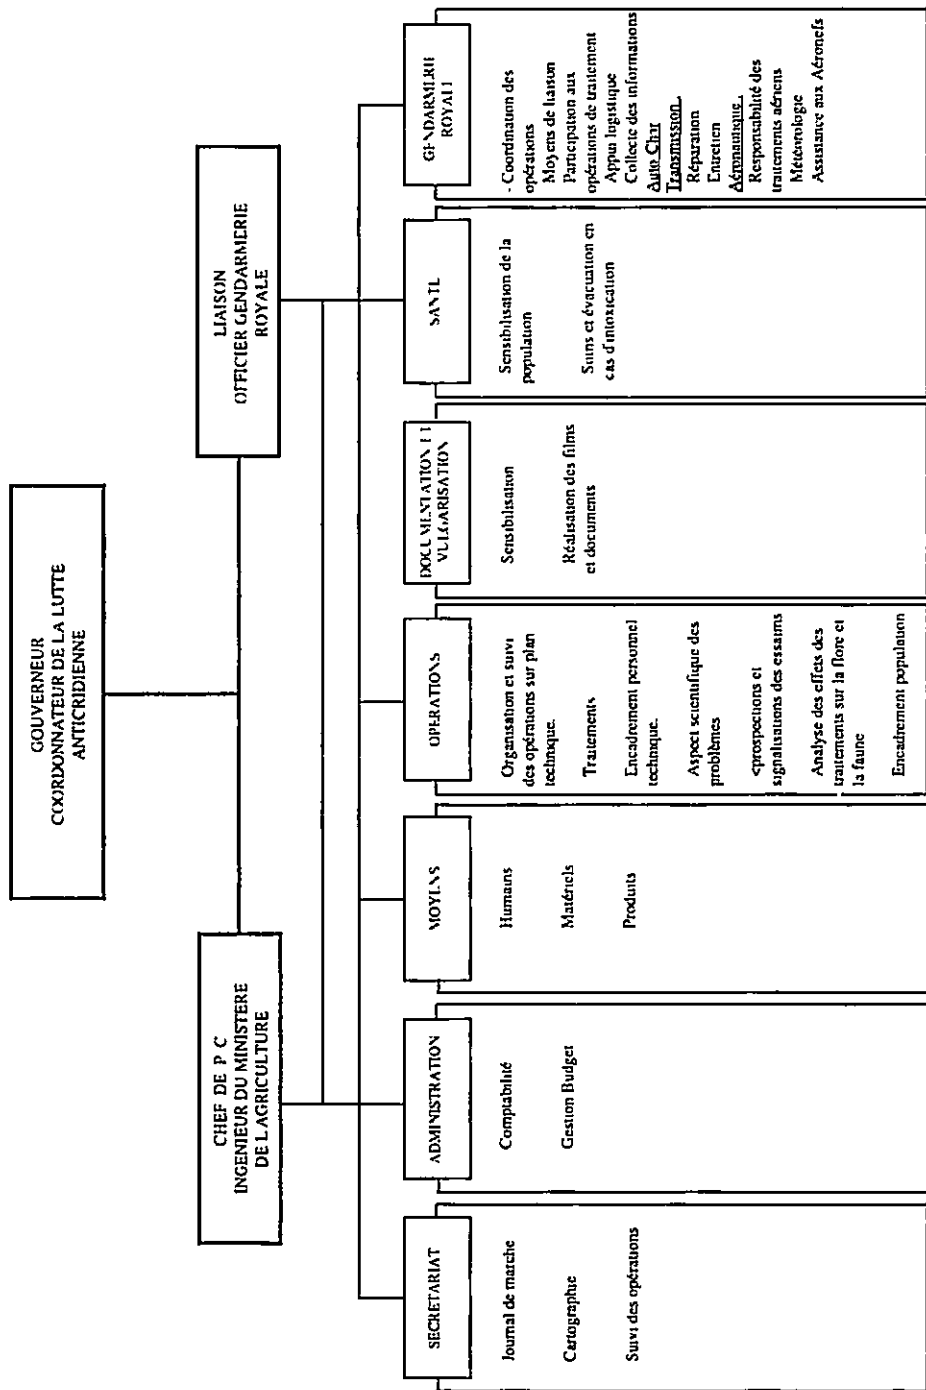 GOUVERNEUR
COORDONNATEUR DE LA LUTTE
ANTICRIDIENNE
CHEF DE P C
INGENIEUR DU MINISTERE
DE L AGRICULTURE
LIAISON
OFFICIER GENDARMERIE
ROYALE
SECRETARIAT
Journal de marche
Cartographie
Suivi des opérations
ADMINISTRATION
Comptabilité
Gestion Budget
MOYENS
Humains
Matériels
Produits
OPERATIONS
Organisation et suivi
des opérations sur plan
technique.
Traitements
Encadrement personnel
technique.
Aspect scientifique des
problèmes
<prospections et
signalisations des essaims
Analyse des effets des
traitements sur la flore et
la faune
Encadrement population
DOCUMENTATION ET
VULGARISATION
Sensibilisation
Réalisation des films
et documents
SANTE
Sensibilisation de la
population
Soins et évacuation en
cas d'intoxication
GENDARMERIE
ROYALE
- Coordination des
opérations
Moyens de liaison
Participation aux
opérations de traitement
Appui logistique
Collecte des informations
Auto Char
Transmission.
Réparation
Entretien
Aéronautique.
Responsabilité des
traitements aériens
Météorologie
Assistance aux Aéronefs